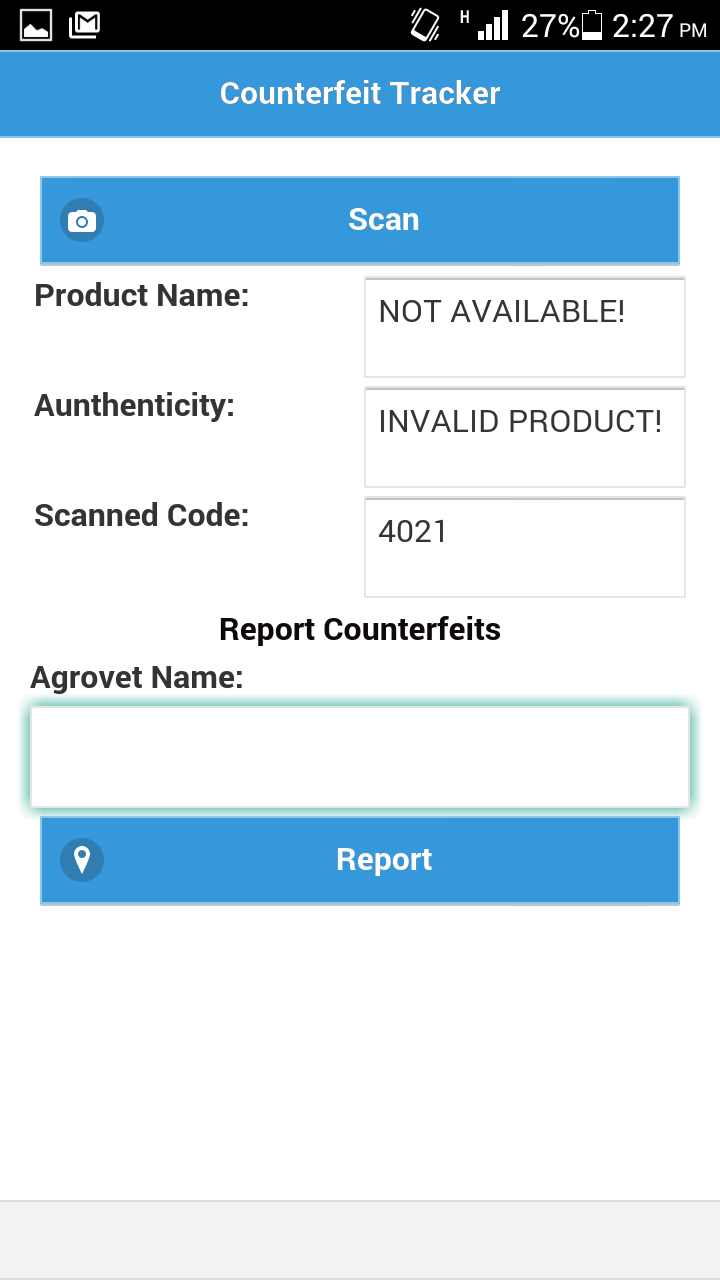 H 27% 2:27 PM
Counterfeit Tracker
Scan
Product Name: NOT AVAILABLE!
Aunthenticity: INVALID PRODUCT!
Scanned Code: 4021
Report Counterfeits
Agrovet Name:
Report